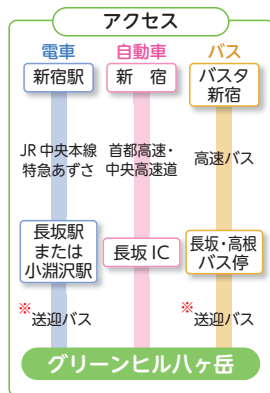 アクセス
電車
新宿駅
JR中央本線
特急あずさ
長坂駅
または
小淵沢駅
※
送迎バス
自動車
新　宿
首都高速・
中央高速道
長坂IC
バス
バスタ
新宿
高速バス
長坂・高根
バス停
※
送迎バス
グリーンヒル八ヶ岳